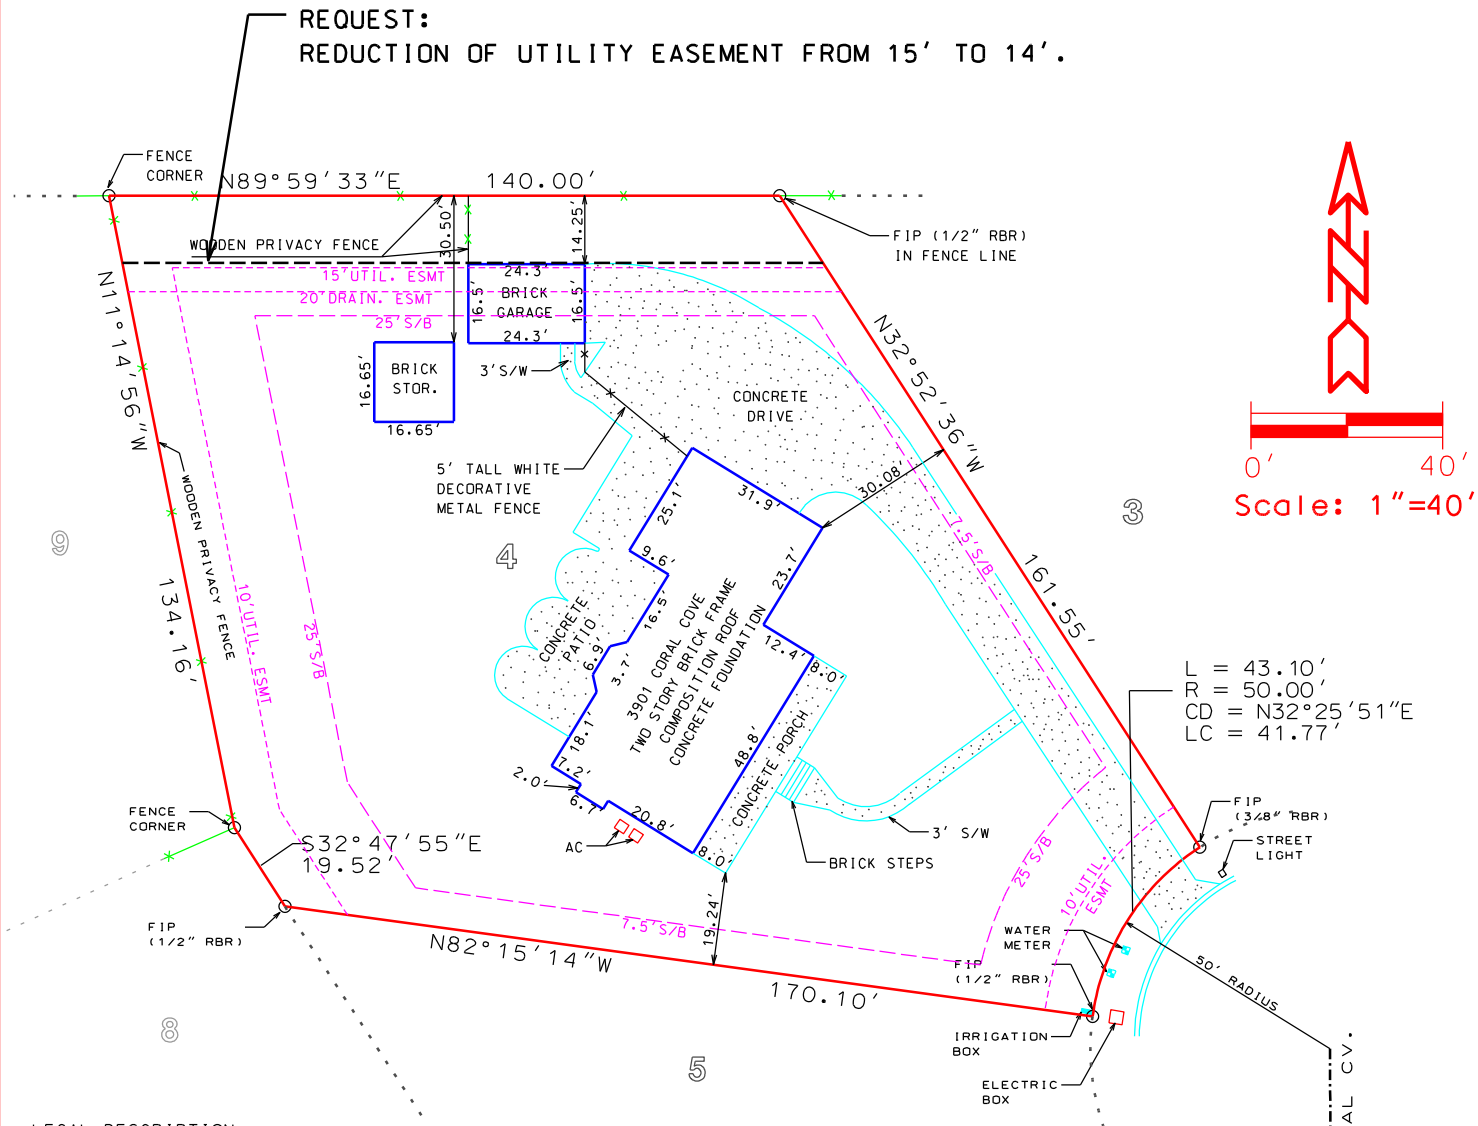 REQUEST:
REDUCTION OF UTILITY EASEMENT FROM 15' TO 14'.
FENCE
CORNER
N89°59'33"E
140.00'
WOODEN PRIVACY FENCE
30.50'
14.25'
FIP (1/2" RBR)
IN FENCE LINE
15'UTIL. ESMT
20'DRAIN. ESMT
25'S/B
24.3'
BRICK
GARAGE
16.5'
16.5'
24.3'
N11°14'56"W
134.16'
WOODEN PRIVACY FENCE
BRICK
STOR.
16.65'
16.65'
3'S/W
CONCRETE
DRIVE
N32°52'36"W
161.55'
0'
40'
Scale: 1"=40'
5' TALL WHITE
DECORATIVE
METAL FENCE
31.9'
30.08
25.1'
9.6'
16.5'
23.7'
12.4'
8.0'
7.5'S/B
3
9
4
10'UTIL. ESMT
25'S/B
CONCRETE
PATIO
6.9'
3.7'
3901 CORAL COVE
TWO STORY BRICK FRAME
COMPOSITION ROOF
CONCRETE FOUNDATION
18.1'
7.2'
2.0'
6.7'
20.8'
48.8'
CONCRETE PORCH
8.0'
L = 43.10'
R = 50.00'
CD = N32°25'51"E
LC = 41.77'
FENCE
CORNER
S32°47'55"E
19.52'
AC
BRICK STEPS
3' S/W
FIP
(3/8" RBR)
STREET
LIGHT
25'S/B
10'UTIL.
ESMT
FIP
(1/2" RBR)
N82°15'14"W
170.10'
7.5'S/B
19.24'
WATER
METER
FIP
(1/2" RBR)
50' RADIUS
IRRIGATION
BOX
ELECTRIC
BOX
8
5
AL CV.
LEGAL DESCRIPTION